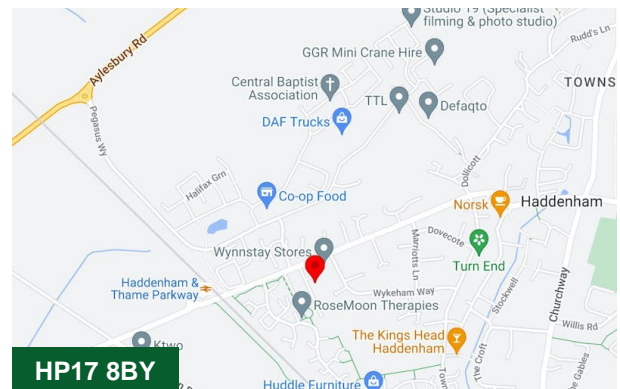 Studio 19 (Specialist
filming & photo studio)
Rudd's Ln
GGR Mini Crane Hire
Aylesbury Rd
Central Baptist
Association
TOWNS
TTL
Defaqto
Pegasus Wy
DAF Trucks
Dollicott
Halifax Grn
Co-op Food
Norsk
Haddenham
Dovecote
Marriotts Ln
Wynnstay Stores
Turn End
Churchway
Haddenham &
Thame Parkway
Wykeham Way
Stockwell
RoseMoon Therapies
Willis Rd
Ktwo
The Kings Head
Haddenham
The Croft
The Gables
HP17 8BY
Huddle Furniture